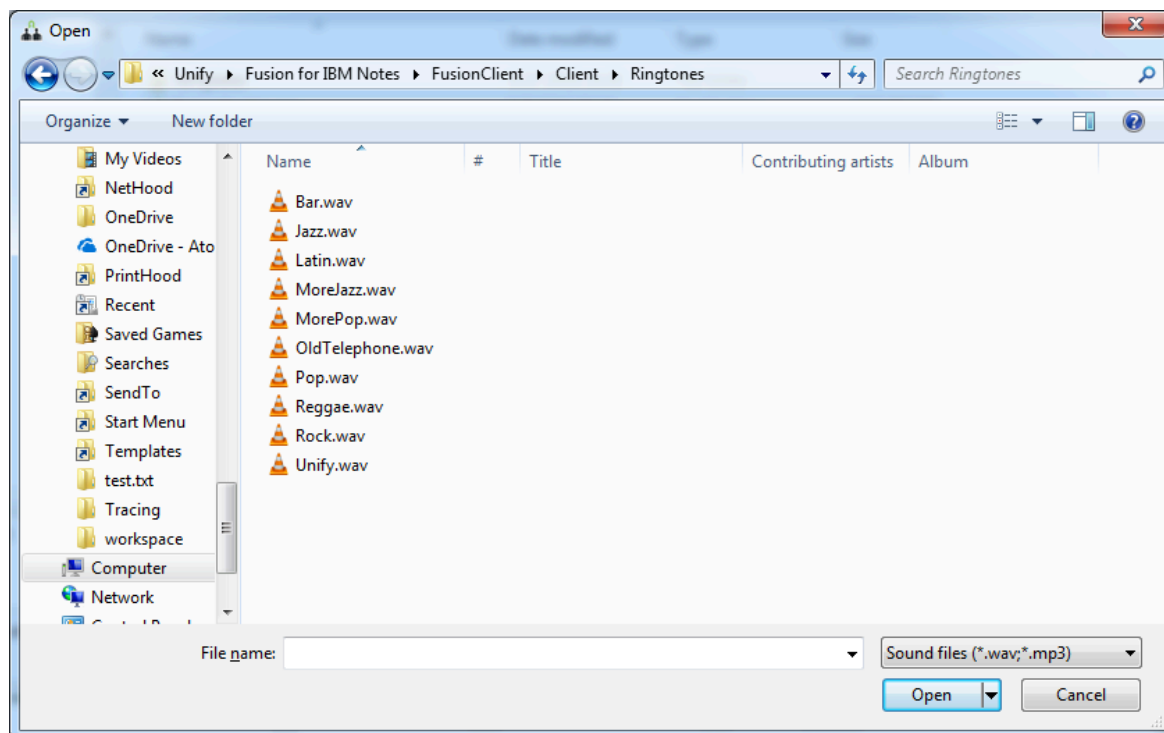 Open
« Unify ▸ Fusion for IBM Notes ▸ FusionClient ▸ Client ▸ Ringtones
Search Ringtones
Organize
New folder
My Videos
NetHood
OneDrive
OneDrive - Ato
PrintHood
Recent
Saved Games
Searches
SendTo
Start Menu
Templates
test.txt
Tracing
workspace
Computer
Network
Name # Title Contributing artists Album
Bar.wav
Jazz.wav
Latin.wav
MoreJazz.wav
MorePop.wav
OldTelephone.wav
Pop.wav
Reggae.wav
Rock.wav
Unify.wav
File name:
Sound files (*.wav;*.mp3)
Open
Cancel